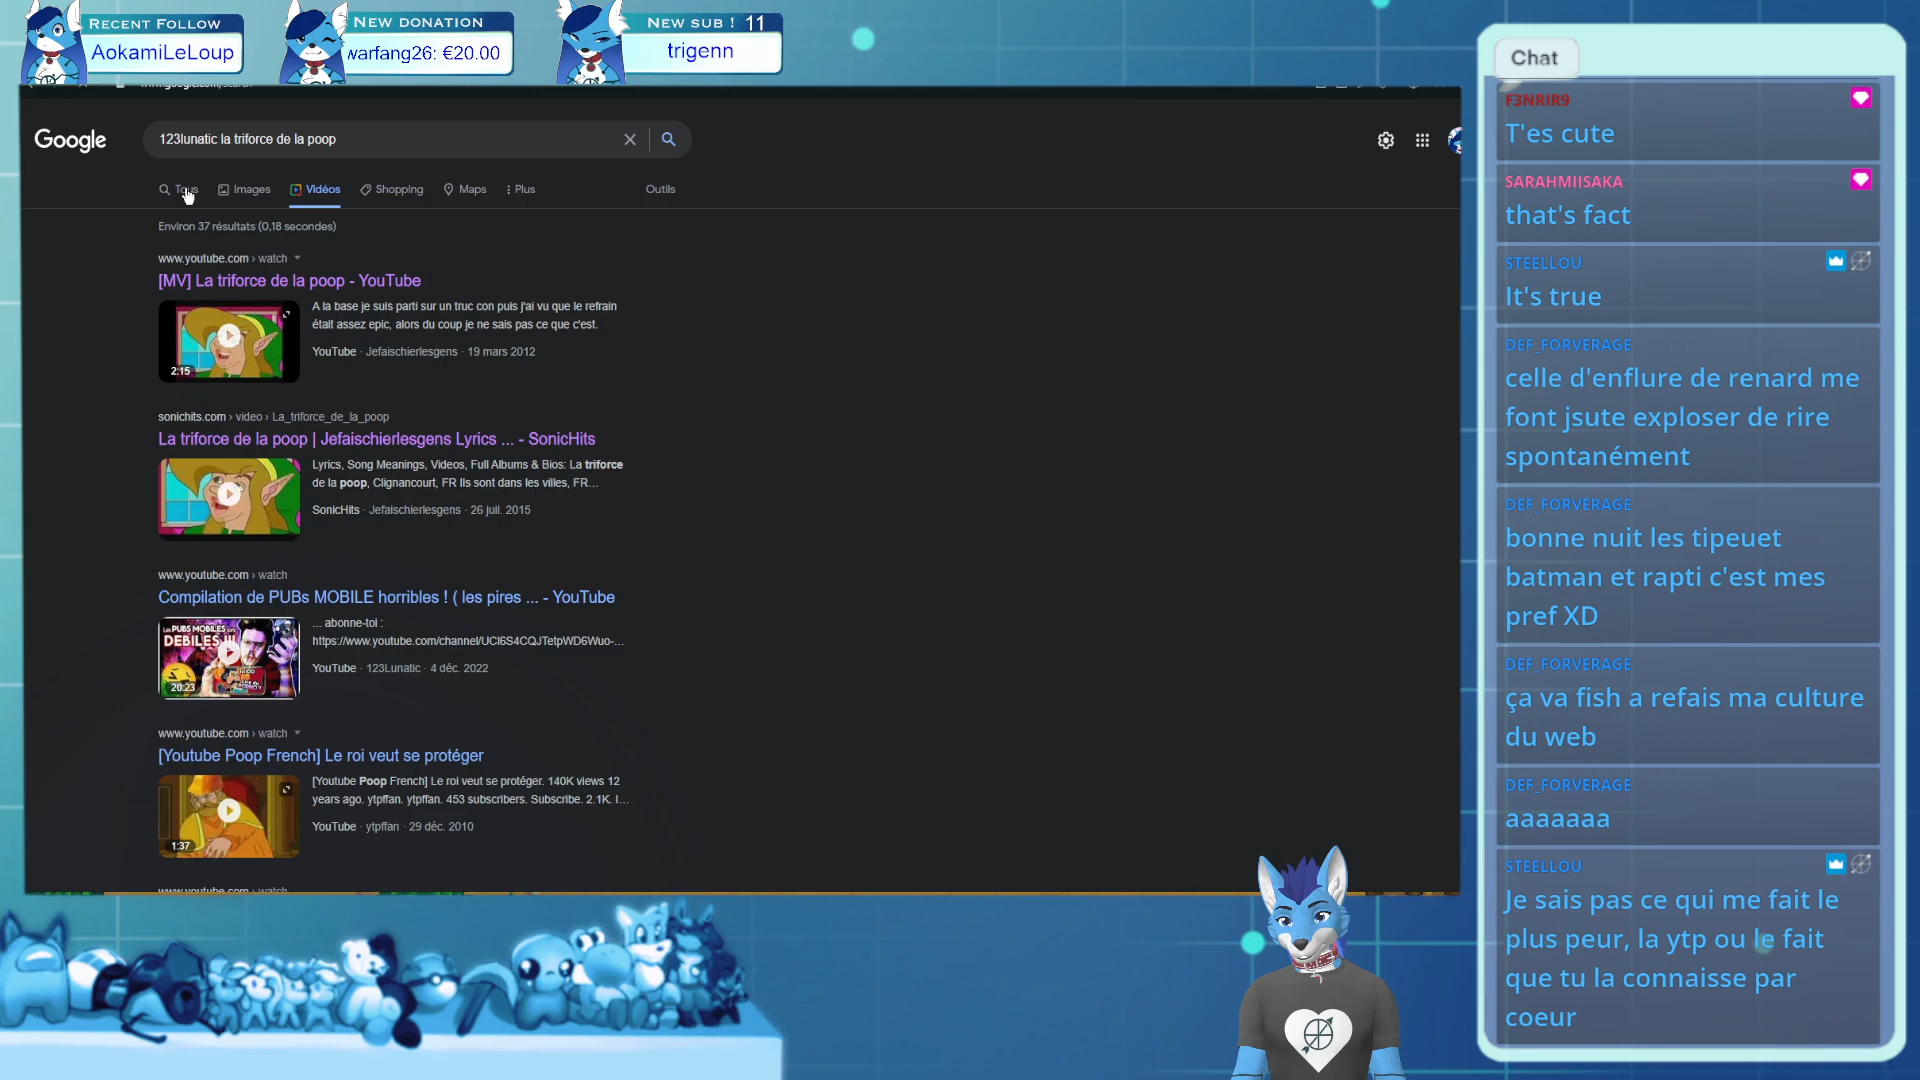 RECENT FOLLOW
AokamiLeLoup
NEW DONATION
warfang26: €20.00
NEW SUB ! 11
trigenn
Google
123lunatic la triforce de la poop
Tous
Images
Vidéos
Shopping
Maps
Plus
Outils
Environ 37 résultats (0,18 secondes)
www.youtube.com › watch
[MV] La triforce de la poop - YouTube
A la base je suis parti sur un truc con puis j'ai vu que le refrain
était assez epic, alors du coup je ne sais pas ce que c'est.
YouTube · Jefaischierlesgens · 19 mars 2012
2:15
sonichits.com › video › La_triforce_de_la_poop
La triforce de la poop | Jefaischierlesgens Lyrics ... - SonicHits
Lyrics, Song Meanings, Videos, Full Albums & Bios: La triforce
de la poop, Clignancourt, FR Ils sont dans les villes, FR...
SonicHits · Jefaischierlesgens · 26 juil. 2015
www.youtube.com › watch
Compilation de PUBs MOBILE horribles ! ( les pires ... - YouTube
... abonne-toi :
https://www.youtube.com/channel/UCl6S4CQJTetpWD6Wuo-...
YouTube · 123Lunatic · 4 déc. 2022
LES PUBS MOBILES sont
DEBILES !!!
20:23
www.youtube.com › watch
[Youtube Poop French] Le roi veut se protéger
[Youtube Poop French] Le roi veut se protéger. 140K views 12
years ago. ytpffan. ytpffan. 453 subscribers. Subscribe. 2.1K. I...
YouTube · ytpffan · 29 déc. 2010
1:37
www.youtube.com › watch
Chat
F3NRIR9
T'es cute
SARAHMIISAKA
that's fact
STEELLOU
It's true
DEF_FORVERAGE
celle d'enflure de renard me
font jsute exploser de rire
spontanément
DEF_FORVERAGE
bonne nuit les tipeuet
batman et rapti c'est mes
pref XD
DEF_FORVERAGE
ça va fish a refais ma culture
du web
DEF_FORVERAGE
aaaaaaa
STEELLOU
Je sais pas ce qui me fait le
plus peur, la ytp ou le fait
que tu la connaisse par
coeur